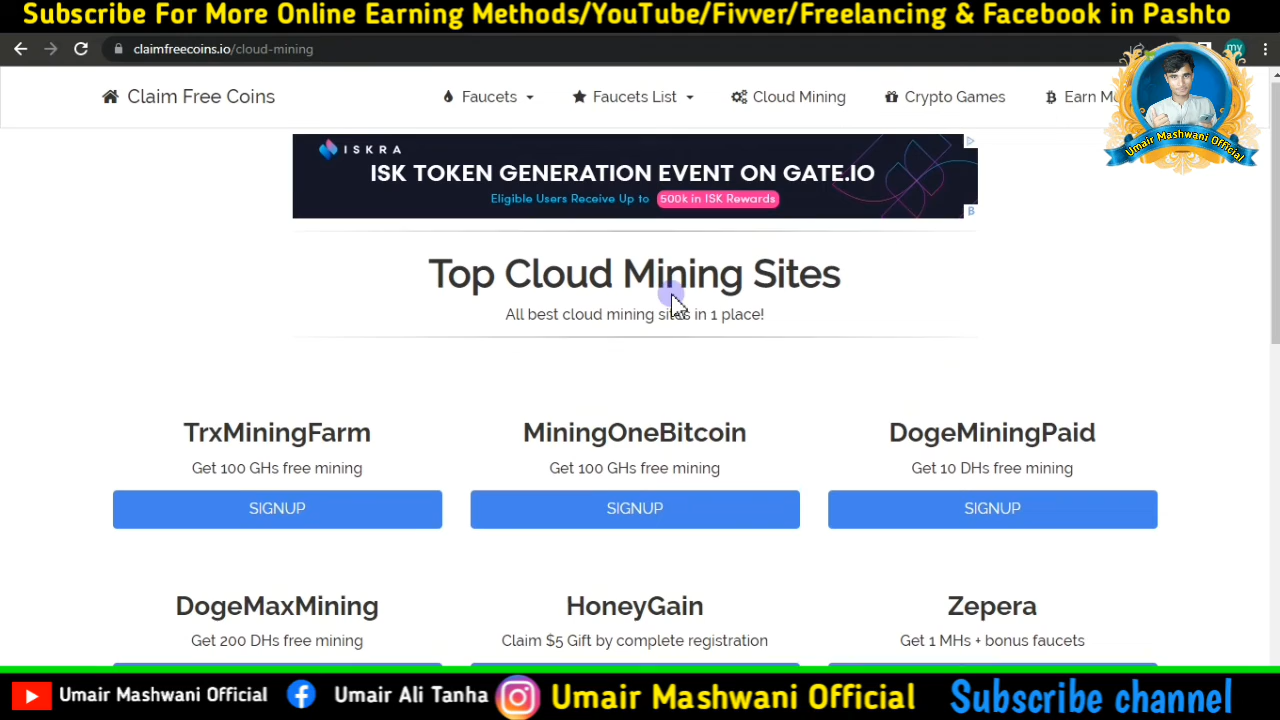 Subscribe For More Online Earning Methods/YouTube/Fivver/Freelancing & Facebook in Pashto
claimfreecoins.io/cloud-mining
my
Claim Free Coins Faucets Faucets List Cloud Mining Crypto Games Earn M
Umair Mashwani Official
ISKRA
ISK TOKEN GENERATION EVENT ON GATE.IO
Eligible Users Receive Up to 500k in ISK Rewards
Top Cloud Mining Sites
All best cloud mining sites in 1 place!
TrxMiningFarm MiningOneBitcoin DogeMiningPaid
Get 100 GHs free mining Get 100 GHs free mining Get 10 DHs free mining
SIGNUP SIGNUP SIGNUP
DogeMaxMining HoneyGain Zepera
Get 200 DHs free mining Claim $5 Gift by complete registration Get 1 MHs + bonus faucets
Umair Mashwani Official Umair Ali Tanha Umair Mashwani Official Subscribe channel